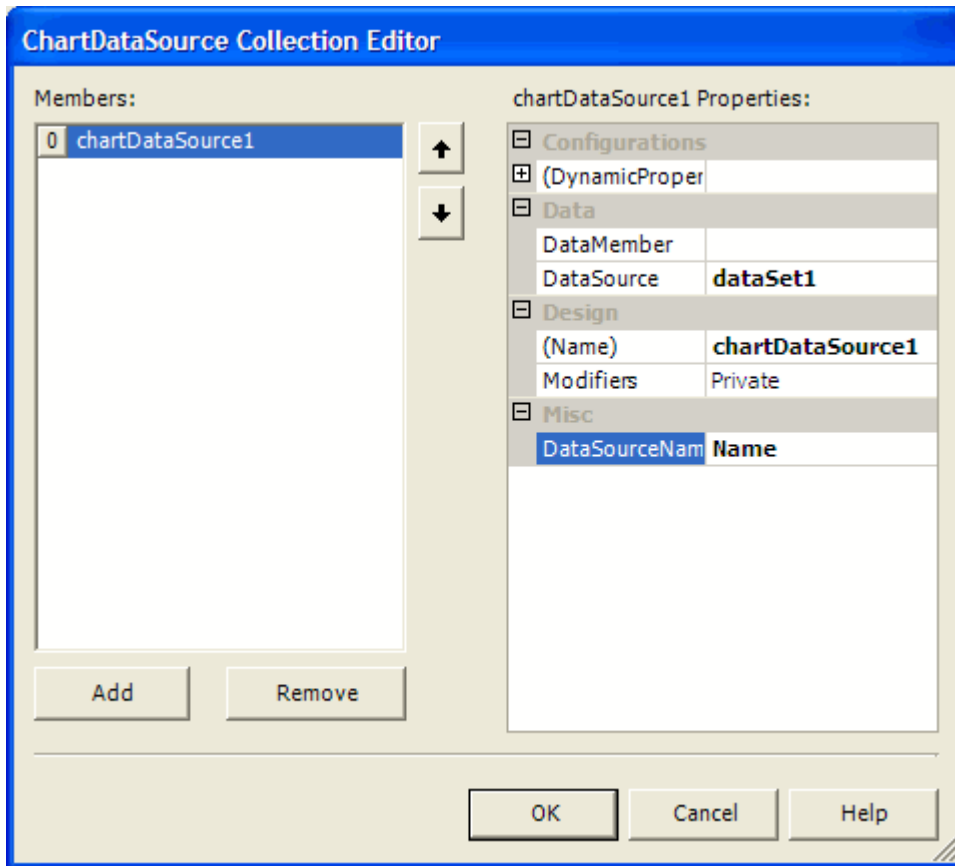 ChartDataSource Collection Editor
Members:
0 chartDataSource1
chartDataSource1 Properties:
Configurations
(DynamicProper
Data
DataMember
DataSource dataSet1
Design
(Name) chartDataSource1
Modifiers Private
Misc
DataSourceNam Name
Add Remove
OK Cancel Help